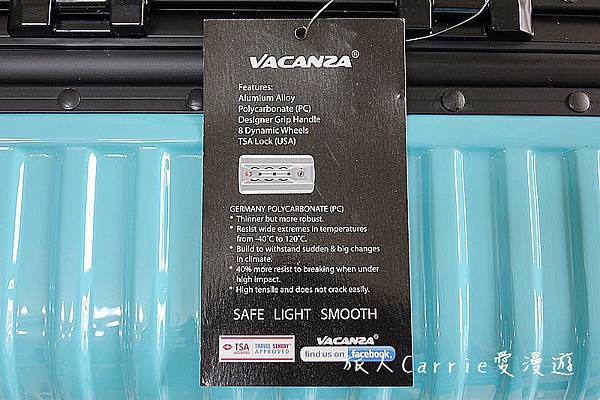 VACANZA®
Features:
Alumium Alloy
Polycarbonate (PC)
Designer Grip Handle
8 Dynamic Wheels
TSA Lock (USA)
GERMANY POLYCARBONATE (PC)
* Thinner but more robust.
* Resist wide extremes in temperatures
from -40˚C to 120˚C.
* Build to withstand sudden & big changes
in climate.
* 40% more resist to breaking when under
high impact.
* High tensile and does not crack easily.
SAFE LIGHT SMOOTH
TSA
ACCEPTED
TRAVEL SENTRY
APPROVED
VACANZA®
find us on facebook.
旅人Carrie愛漫遊